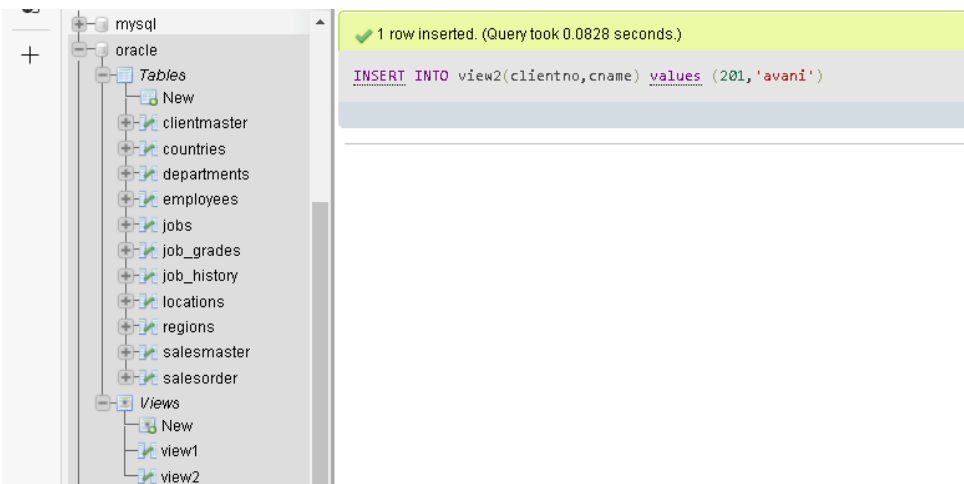 mysql
oracle
Tables
New
clientmaster
countries
departments
employees
jobs
job_grades
job_history
locations
regions
salesmaster
salesorder
Views
New
view1
view2
1 row inserted. (Query took 0.0828 seconds.)
INSERT INTO view2(clientno,cname) values (201,'avani')